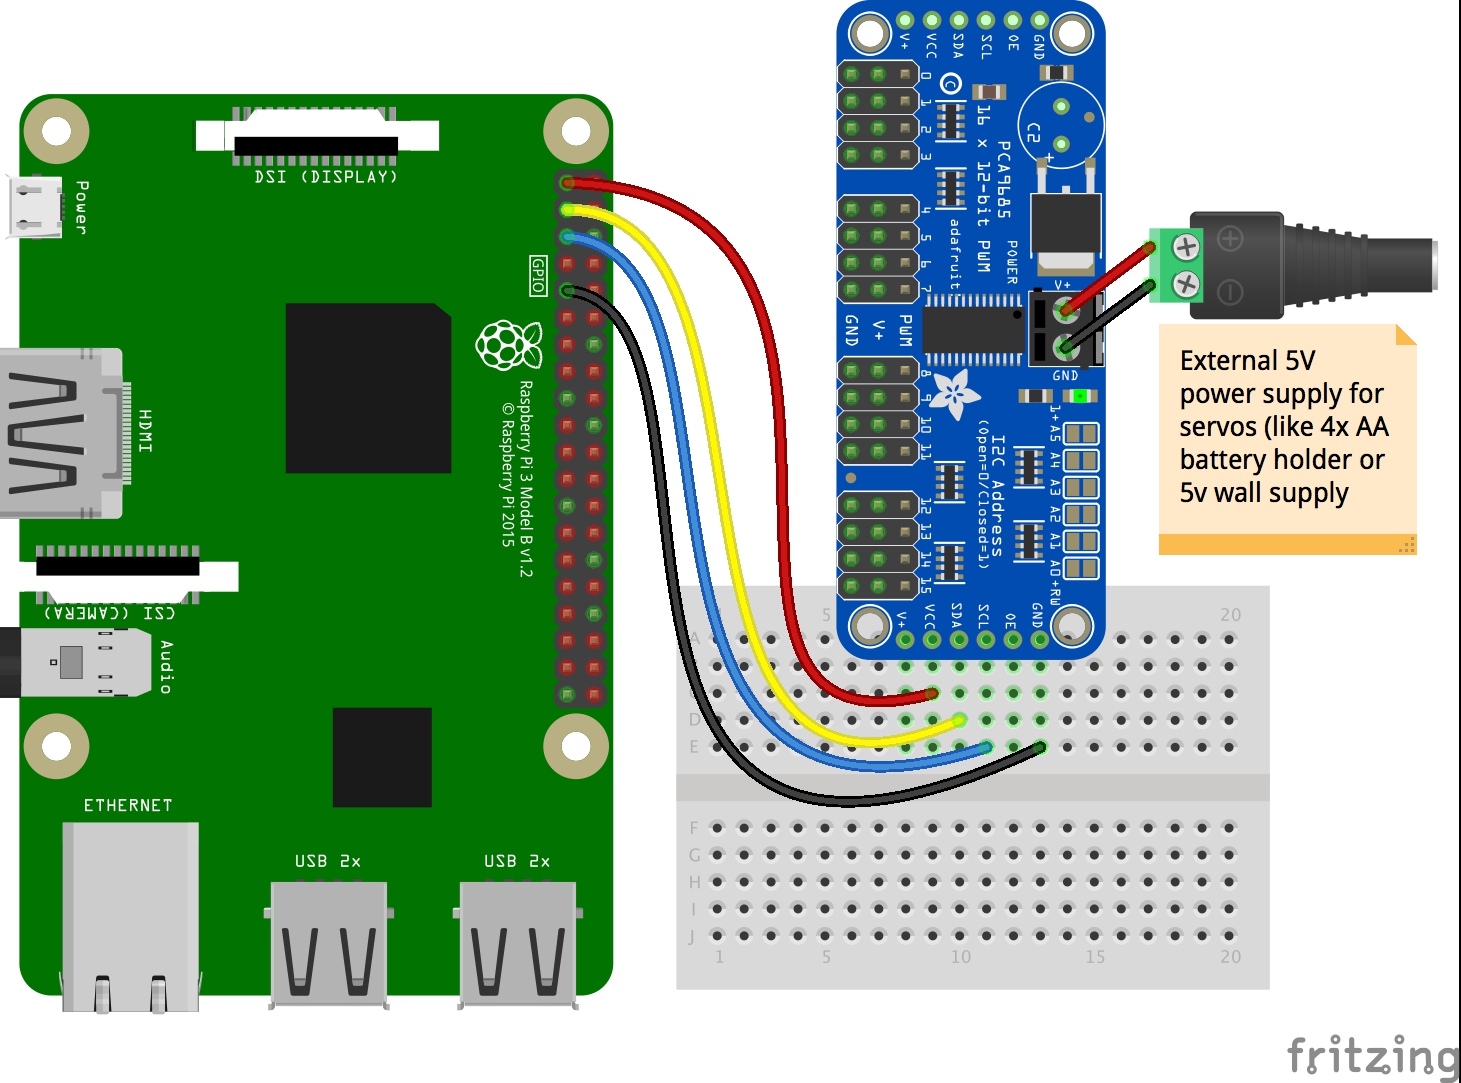 DSI (DISPLAY)
Power
GPIO
HDMI
Raspberry Pi 3 Model B v1.2
© Raspberry Pi 2015
CSI (CAMERA)
Audio
ETHERNET
USB 2x
USB 2x
V+ VCC SDA SCL OE GND
0
1
2
3
4
5
6
7
C2
+
16 x 12-bit PWM
PCA9685
adafruit!
POWER
V+
GND V+ PWM
GND
8
9
10
11
12
13
14
15
I2C Address
(Open=0/Closed=1)
1+A5 A4 A3 A2 A1 A0+RW
V+ VCC SDA SCL OE GND
External 5V
power supply for
servos (like 4x AA
battery holder or
5v wall supply
5 20
A
D
E
F
G
H
I
J
1 5 10 15 20
fritzing